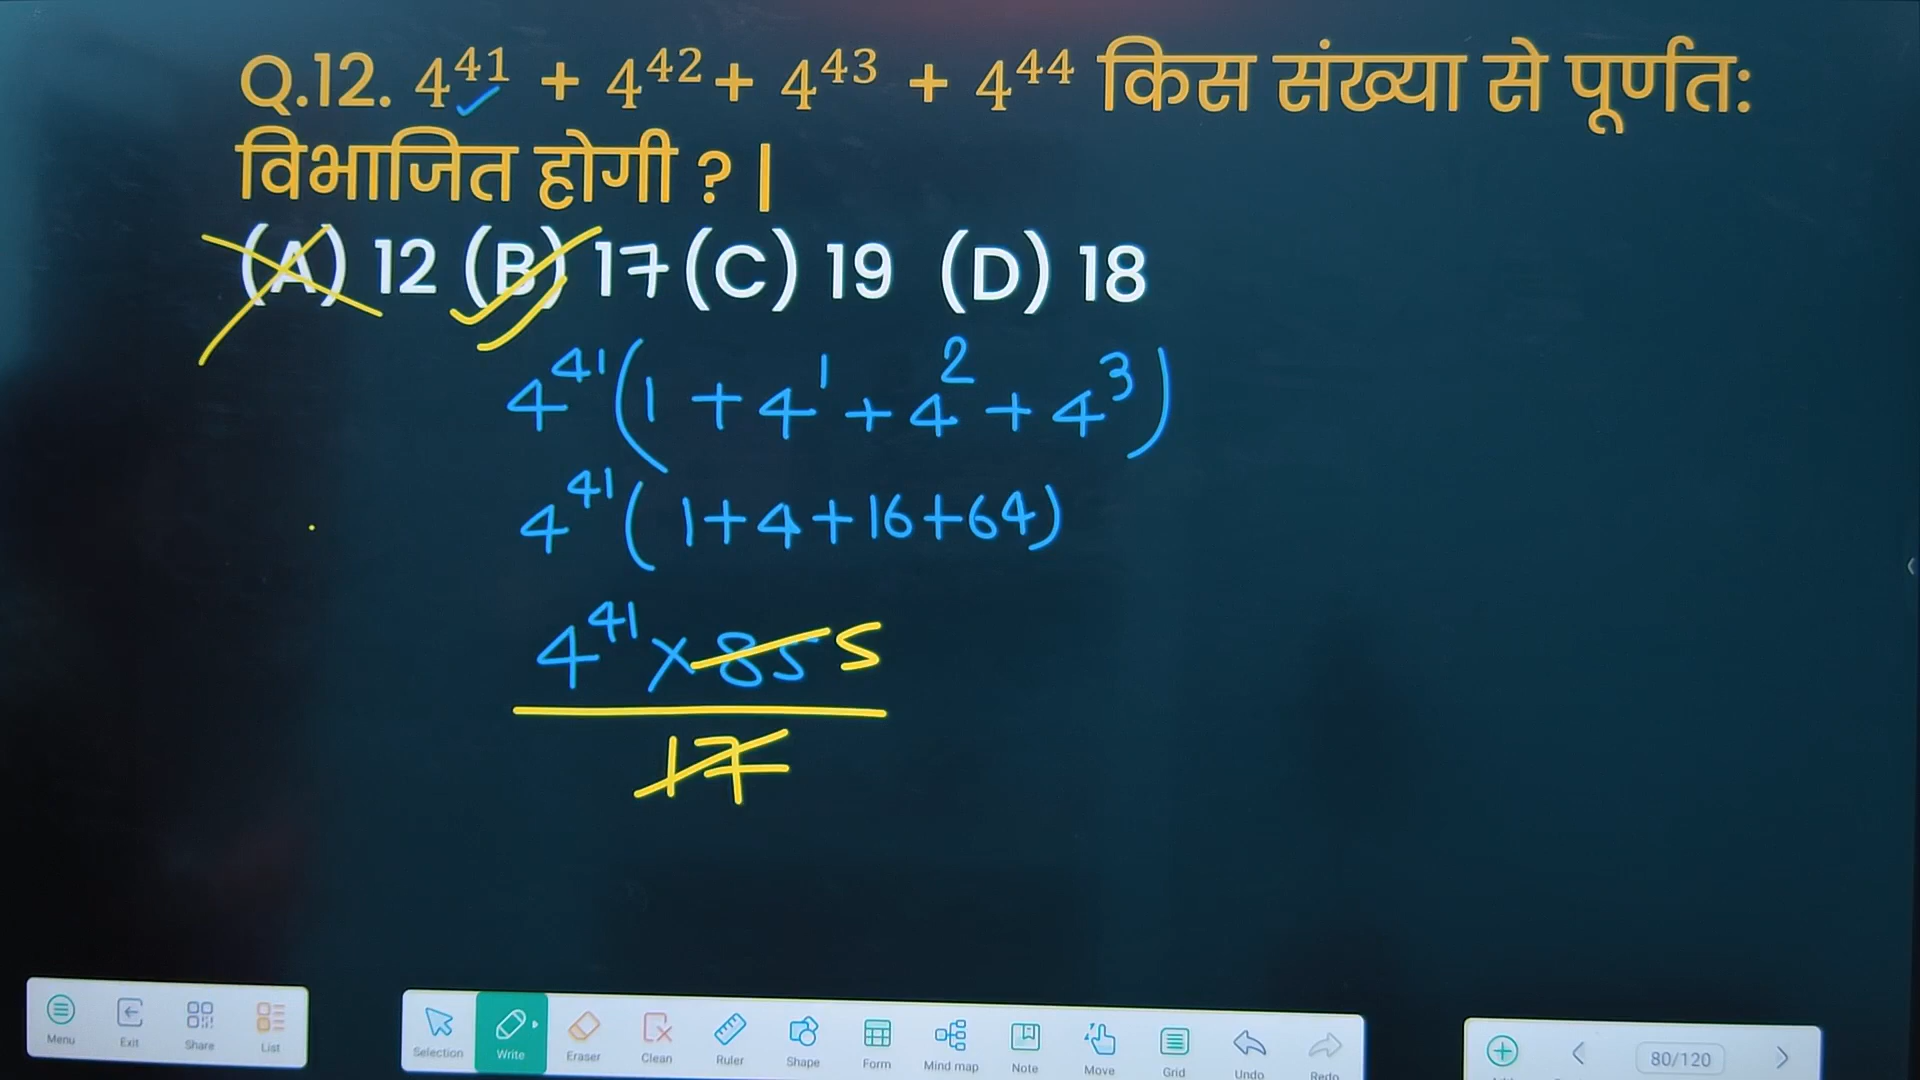 Q.12. 4⁴¹ + 4⁴² + 4⁴³ + 4⁴⁴ किस संख्या से पूर्णत:
विभाजित होगी ? |
(A) 12 (B) 17 (C) 19 (D) 18
4⁴¹(1 + 4¹ + 4² + 4³)
4⁴¹(1+4+16+64)
4⁴¹×85 5
17
Menu Exit Share List Selection Write Eraser Clean Ruler Shape Form Mind map Note Move Grid Undo Redo 80/120